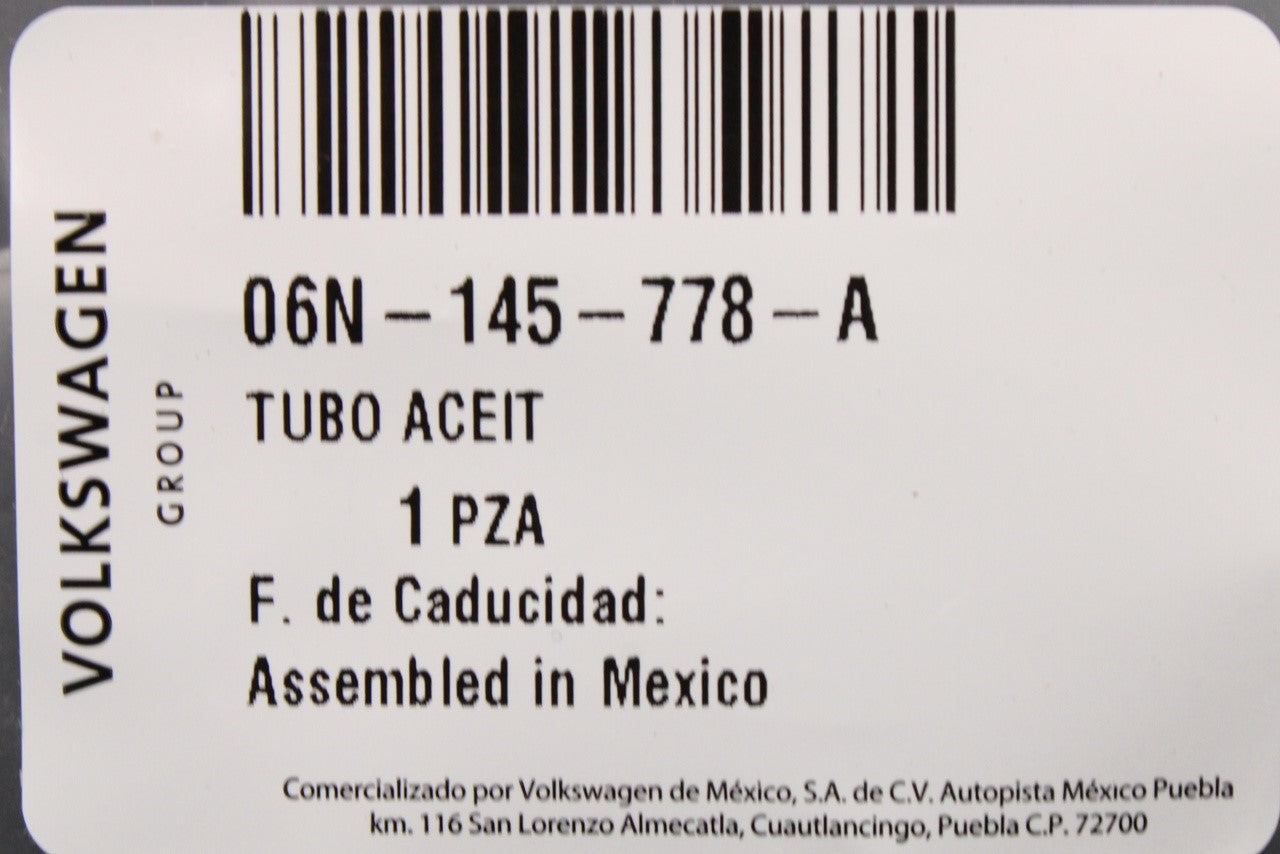 VOLKSWAGEN
GROUP
06N-145-778-A
TUBO ACEIT
1 PZA
F. de Caducidad:
Assembled in Mexico
Comercializado por Volkswagen de México, S.A. de C.V. Autopista México Puebla
km. 116 San Lorenzo Almecatla, Cuautlancingo, Puebla C.P. 72700